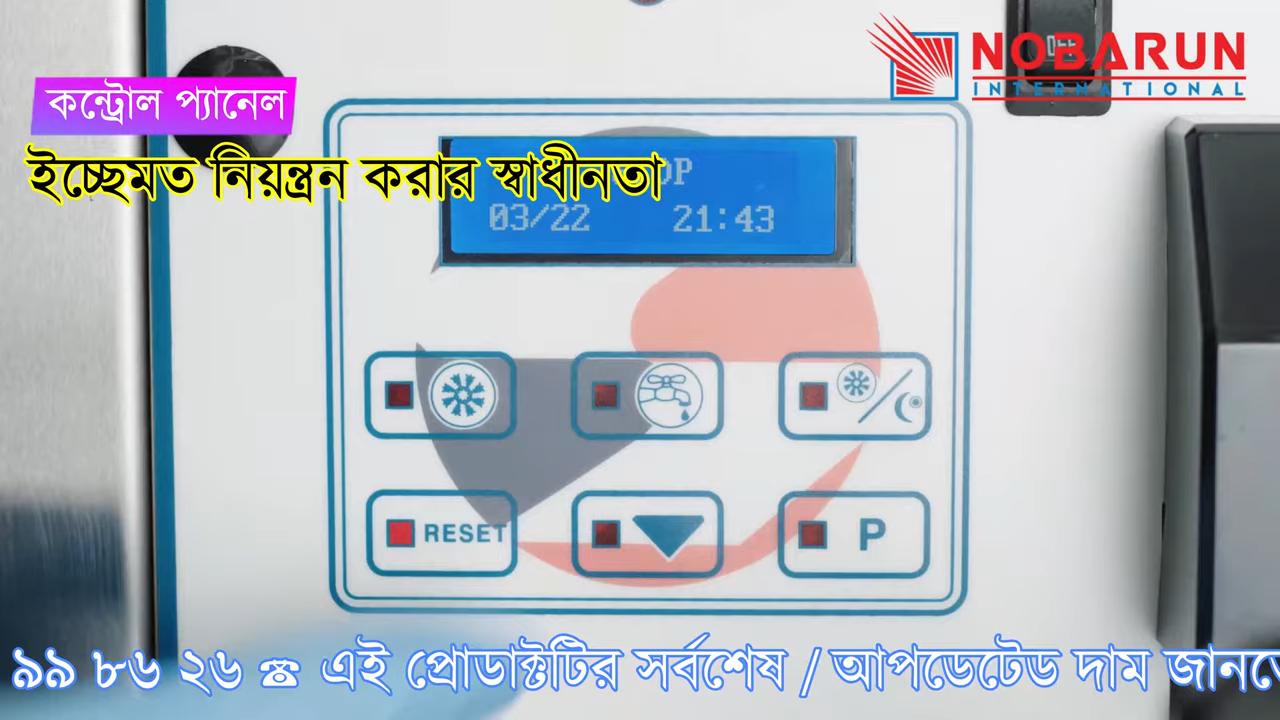 NOBARUN
INTERNATIONAL
OFF
কন্ট্রোল প্যানেল
ইচ্ছেমত নিয়ন্ত্রন করার স্বাধীনতা
03/22 21:43
RESET
P
৯৯ ৮৬ ২৬ ☎ এই প্রোডাক্টটির সর্বশেষ / আপডেটেড দাম জানতে